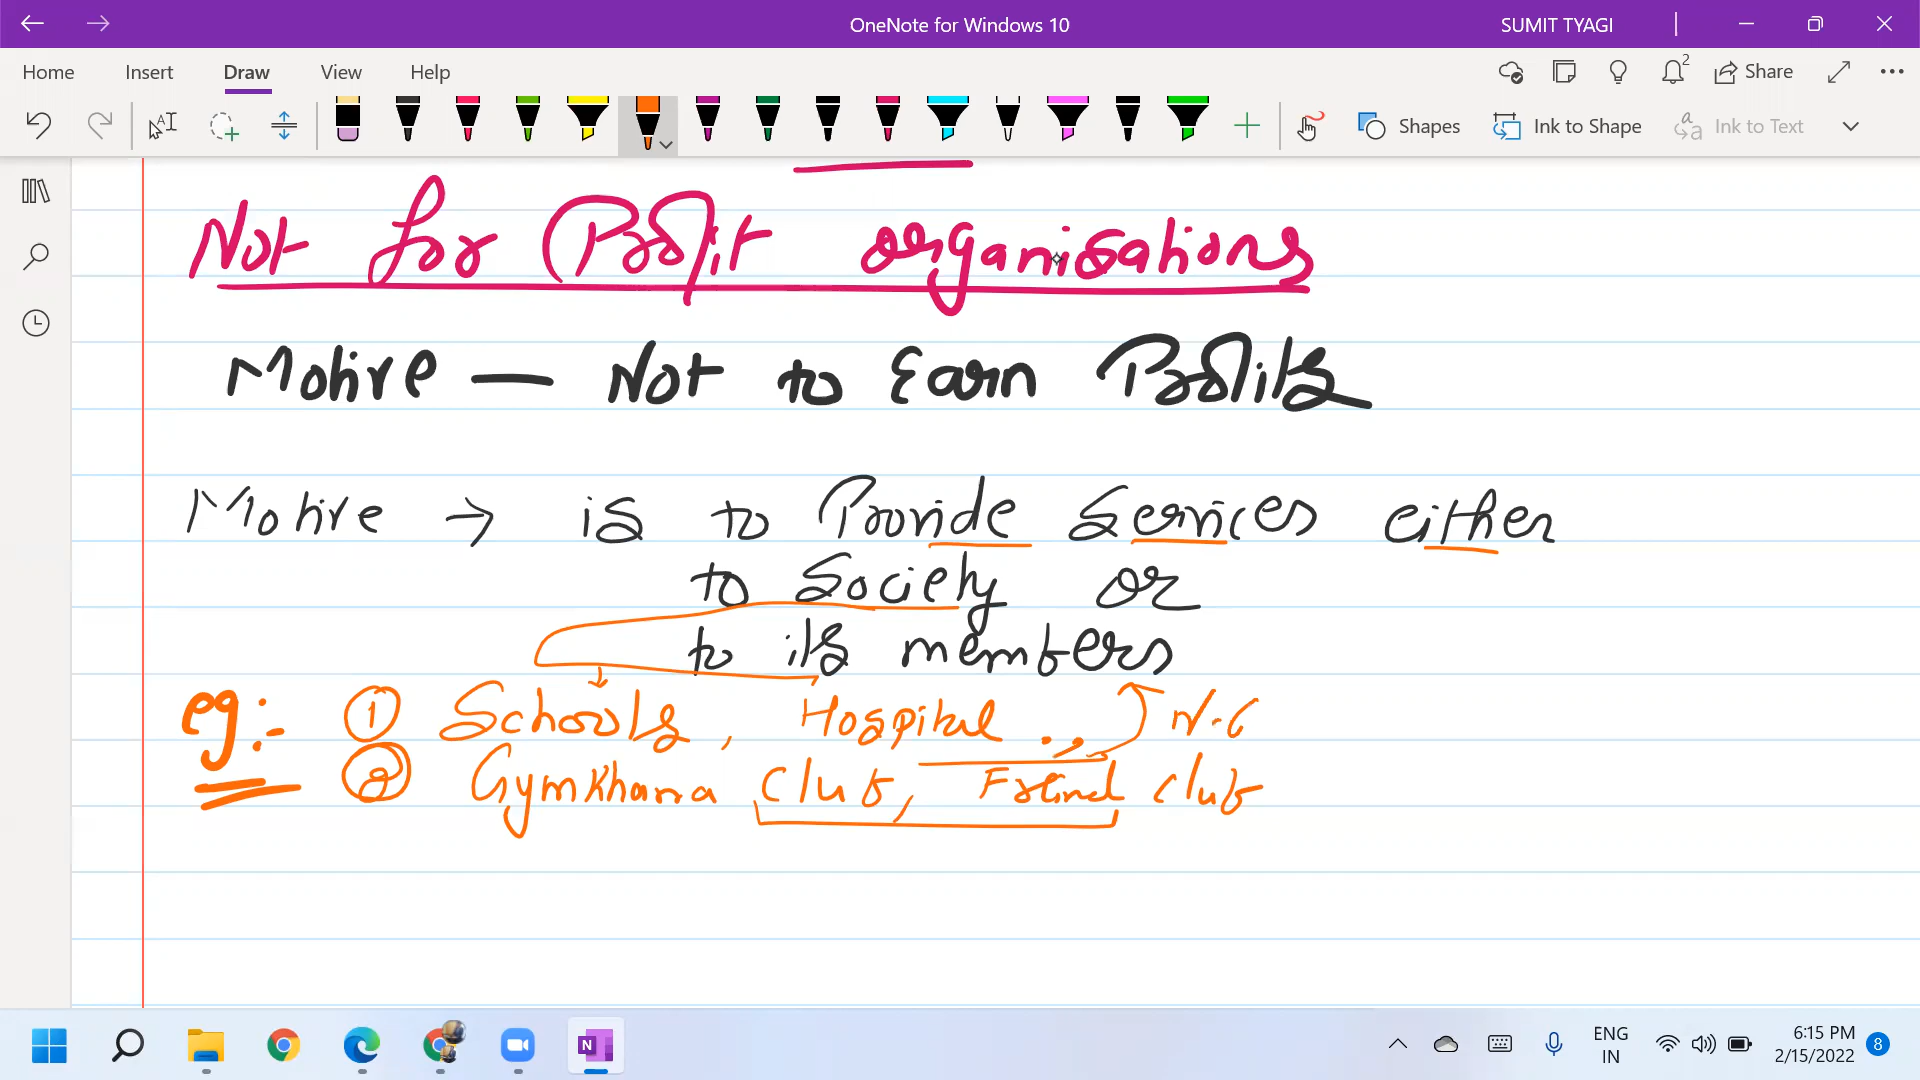 OneNote for Windows 10
SUMIT TYAGI
Home Insert Draw View Help
2
Share
Shapes
Ink to Shape
Ink to Text
Not for Profit organisations
Motive — Not to Earn Profits
Motive → is to Provide Services either
to Society or
to its members
eg:- ① Schools, Hospital ..,
② Gymkhana Club, Friend club
ENG
IN
6:15 PM
2/15/2022
8